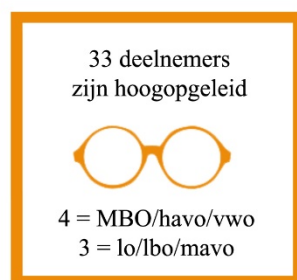 33 deelnemers
zijn hoogopgeleid
4 = MBO/havo/vwo
3 = lo/lbo/mavo